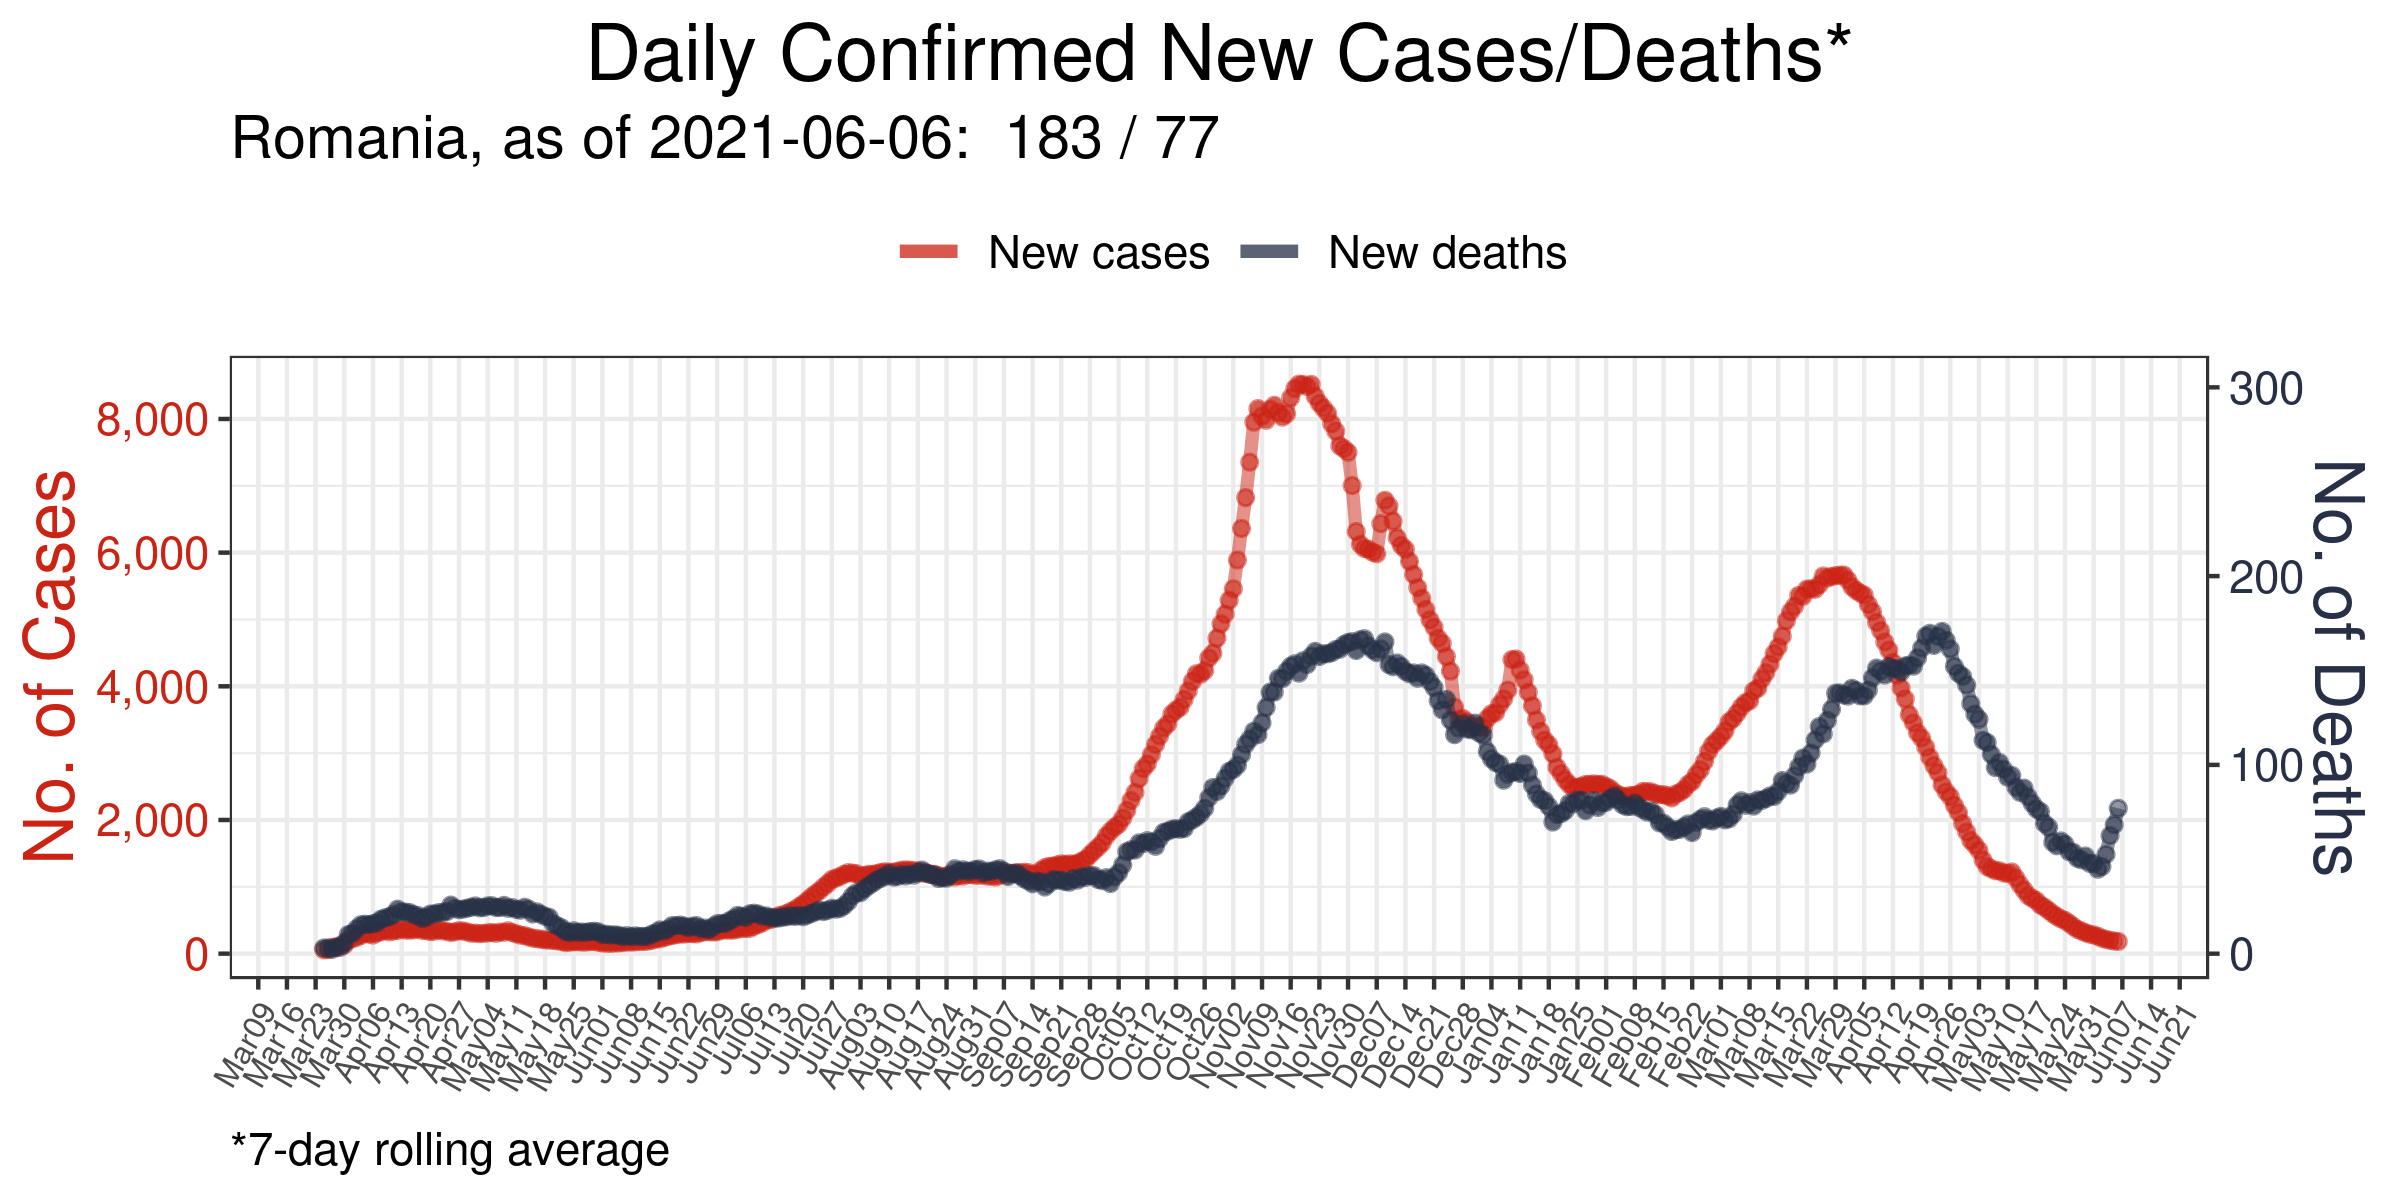 Daily Confirmed New Cases/Deaths*
Romania, as of 2021-06-06:  183 / 77
New cases
New deaths
No. of Cases
8,000
6,000
4,000
2,000
0
300
200
100
0
No. of Deaths
Mar09
Mar16
Mar23
Mar30
Apr06
Apr13
Apr20
Apr27
May04
May11
May18
May25
Jun01
Jun08
Jun15
Jun22
Jun29
Jul06
Jul13
Jul20
Jul27
Aug03
Aug10
Aug17
Aug24
Aug31
Sep07
Sep14
Sep21
Sep28
Oct05
Oct12
Oct19
Oct26
Nov02
Nov09
Nov16
Nov23
Nov30
Dec07
Dec14
Dec21
Dec28
Jan04
Jan11
Jan18
Jan25
Feb01
Feb08
Feb15
Feb22
Mar01
Mar08
Mar15
Mar22
Mar29
Apr05
Apr12
Apr19
Apr26
May03
May10
May17
May24
May31
Jun07
Jun14
Jun21
*7-day rolling average